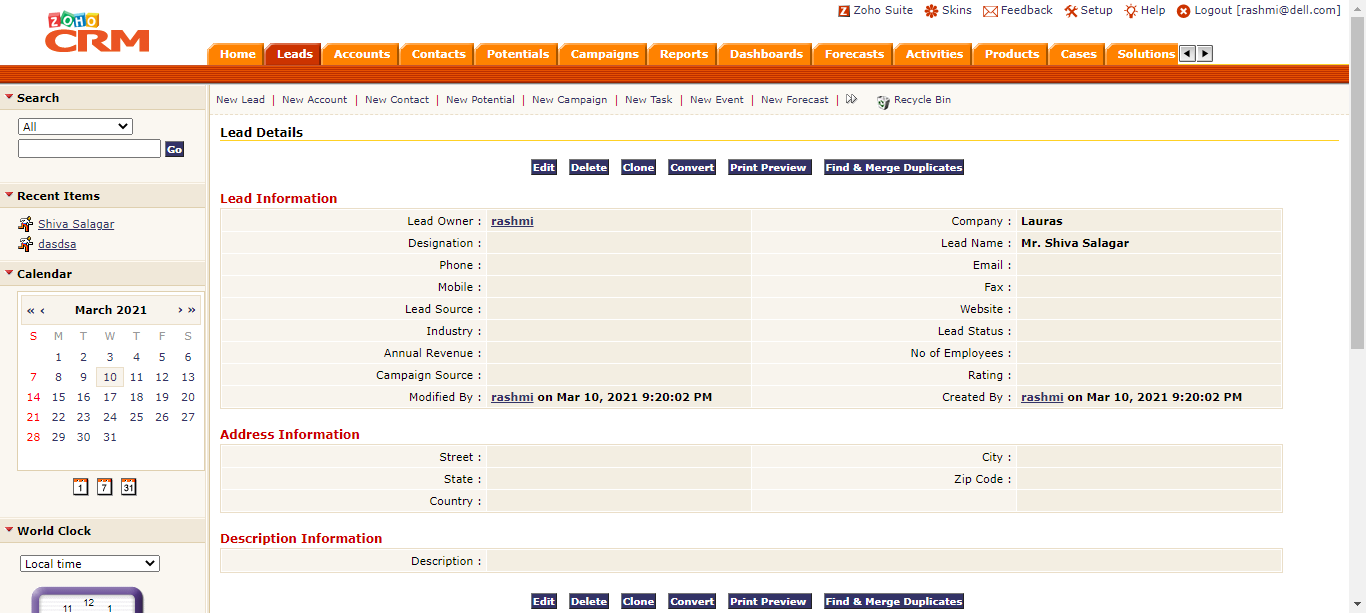 ZOHO
CRM
Zoho Suite Skins Feedback Setup Help Logout [rashmi@dell.com]
Home Leads Accounts Contacts Potentials Campaigns Reports Dashboards Forecasts Activities Products Cases Solutions
Search
All
Go
Recent Items
Shiva Salagar
dasdsa
Calendar
« ‹ March 2021 › »
S M T W T F S
1 2 3 4 5 6
7 8 9 10 11 12 13
14 15 16 17 18 19 20
21 22 23 24 25 26 27
28 29 30 31
1 7 31
World Clock
Local time
11 12 1
New Lead | New Account | New Contact | New Potential | New Campaign | New Task | New Event | New Forecast | Recycle Bin
Lead Details
Edit Delete Clone Convert Print Preview Find & Merge Duplicates
Lead Information
Lead Owner : rashmi Company : Lauras
Designation : Lead Name : Mr. Shiva Salagar
Phone : Email :
Mobile : Fax :
Lead Source : Website :
Industry : Lead Status :
Annual Revenue : No of Employees :
Campaign Source : Rating :
Modified By : rashmi on Mar 10, 2021 9:20:02 PM Created By : rashmi on Mar 10, 2021 9:20:02 PM
Address Information
Street : City :
State : Zip Code :
Country :
Description Information
Description :
Edit Delete Clone Convert Print Preview Find & Merge Duplicates